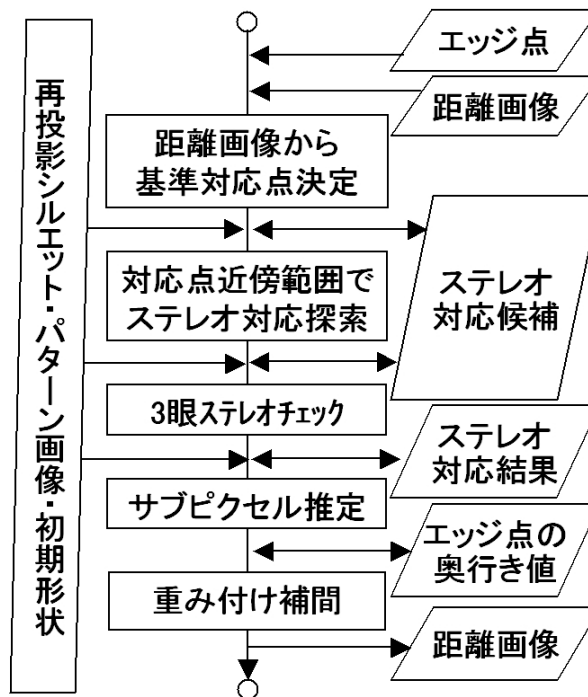 再投影シルエット・パターン画像・初期形状
エッジ点
距離画像
距離画像から
基準対応点決定
対応点近傍範囲で
ステレオ対応探索
ステレオ
対応候補
3眼ステレオチェック
ステレオ
対応結果
サブピクセル推定
エッジ点の
奥行き値
重み付け補間
距離画像